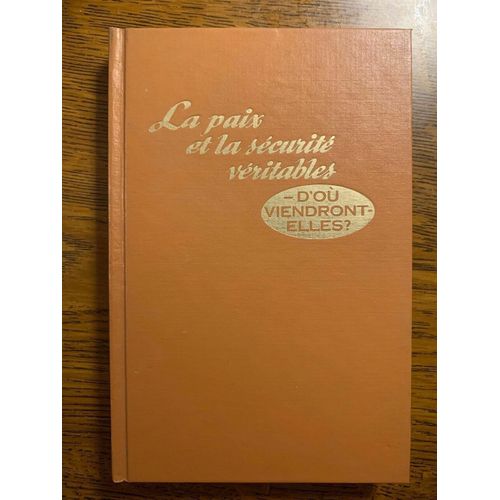 La paix
et la sécurité
véritables
– D'OÙ
VIENDRONT-
ELLES?